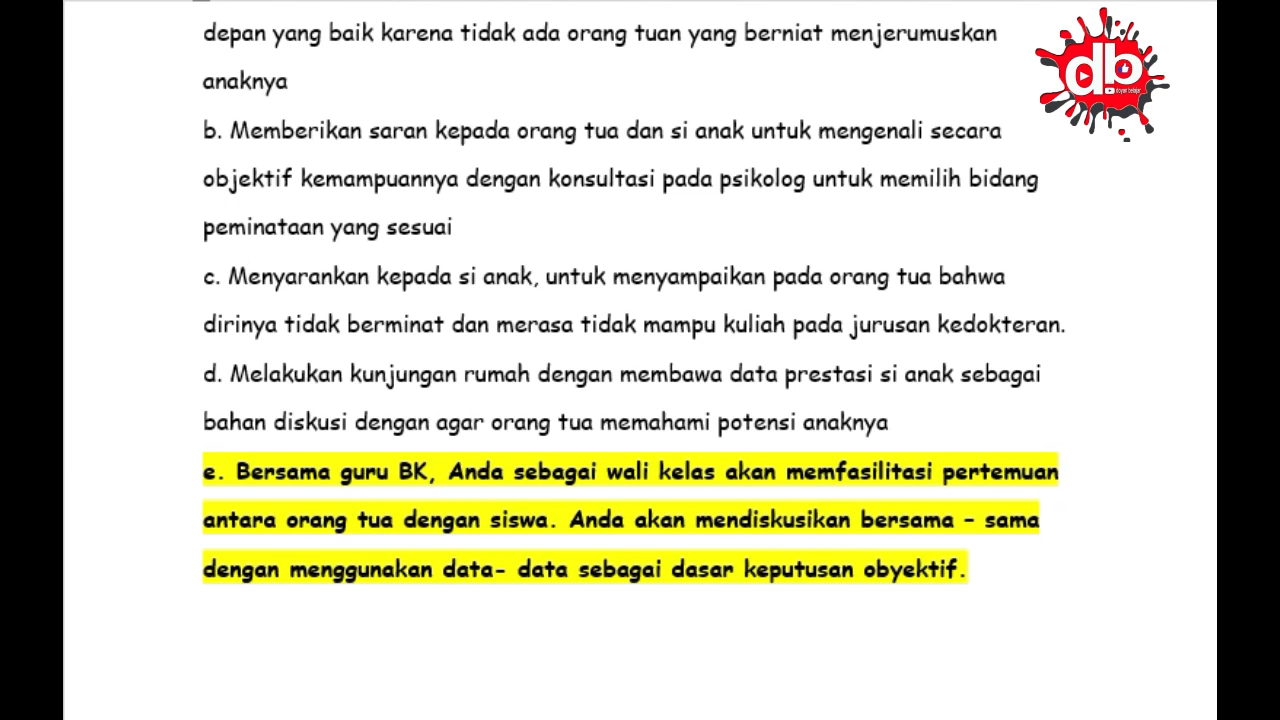 depan yang baik karena tidak ada orang tuan yang berniat menjerumuskan
anaknya
b. Memberikan saran kepada orang tua dan si anak untuk mengenali secara
objektif kemampuannya dengan konsultasi pada psikolog untuk memilih bidang
peminataan yang sesuai
c. Menyarankan kepada si anak, untuk menyampaikan pada orang tua bahwa
dirinya tidak berminat dan merasa tidak mampu kuliah pada jurusan kedokteran.
d. Melakukan kunjungan rumah dengan membawa data prestasi si anak sebagai
bahan diskusi dengan agar orang tua memahami potensi anaknya
e. Bersama guru BK, Anda sebagai wali kelas akan memfasilitasi pertemuan
antara orang tua dengan siswa. Anda akan mendiskusikan bersama – sama
dengan menggunakan data- data sebagai dasar keputusan obyektif.
db
doyan belajar